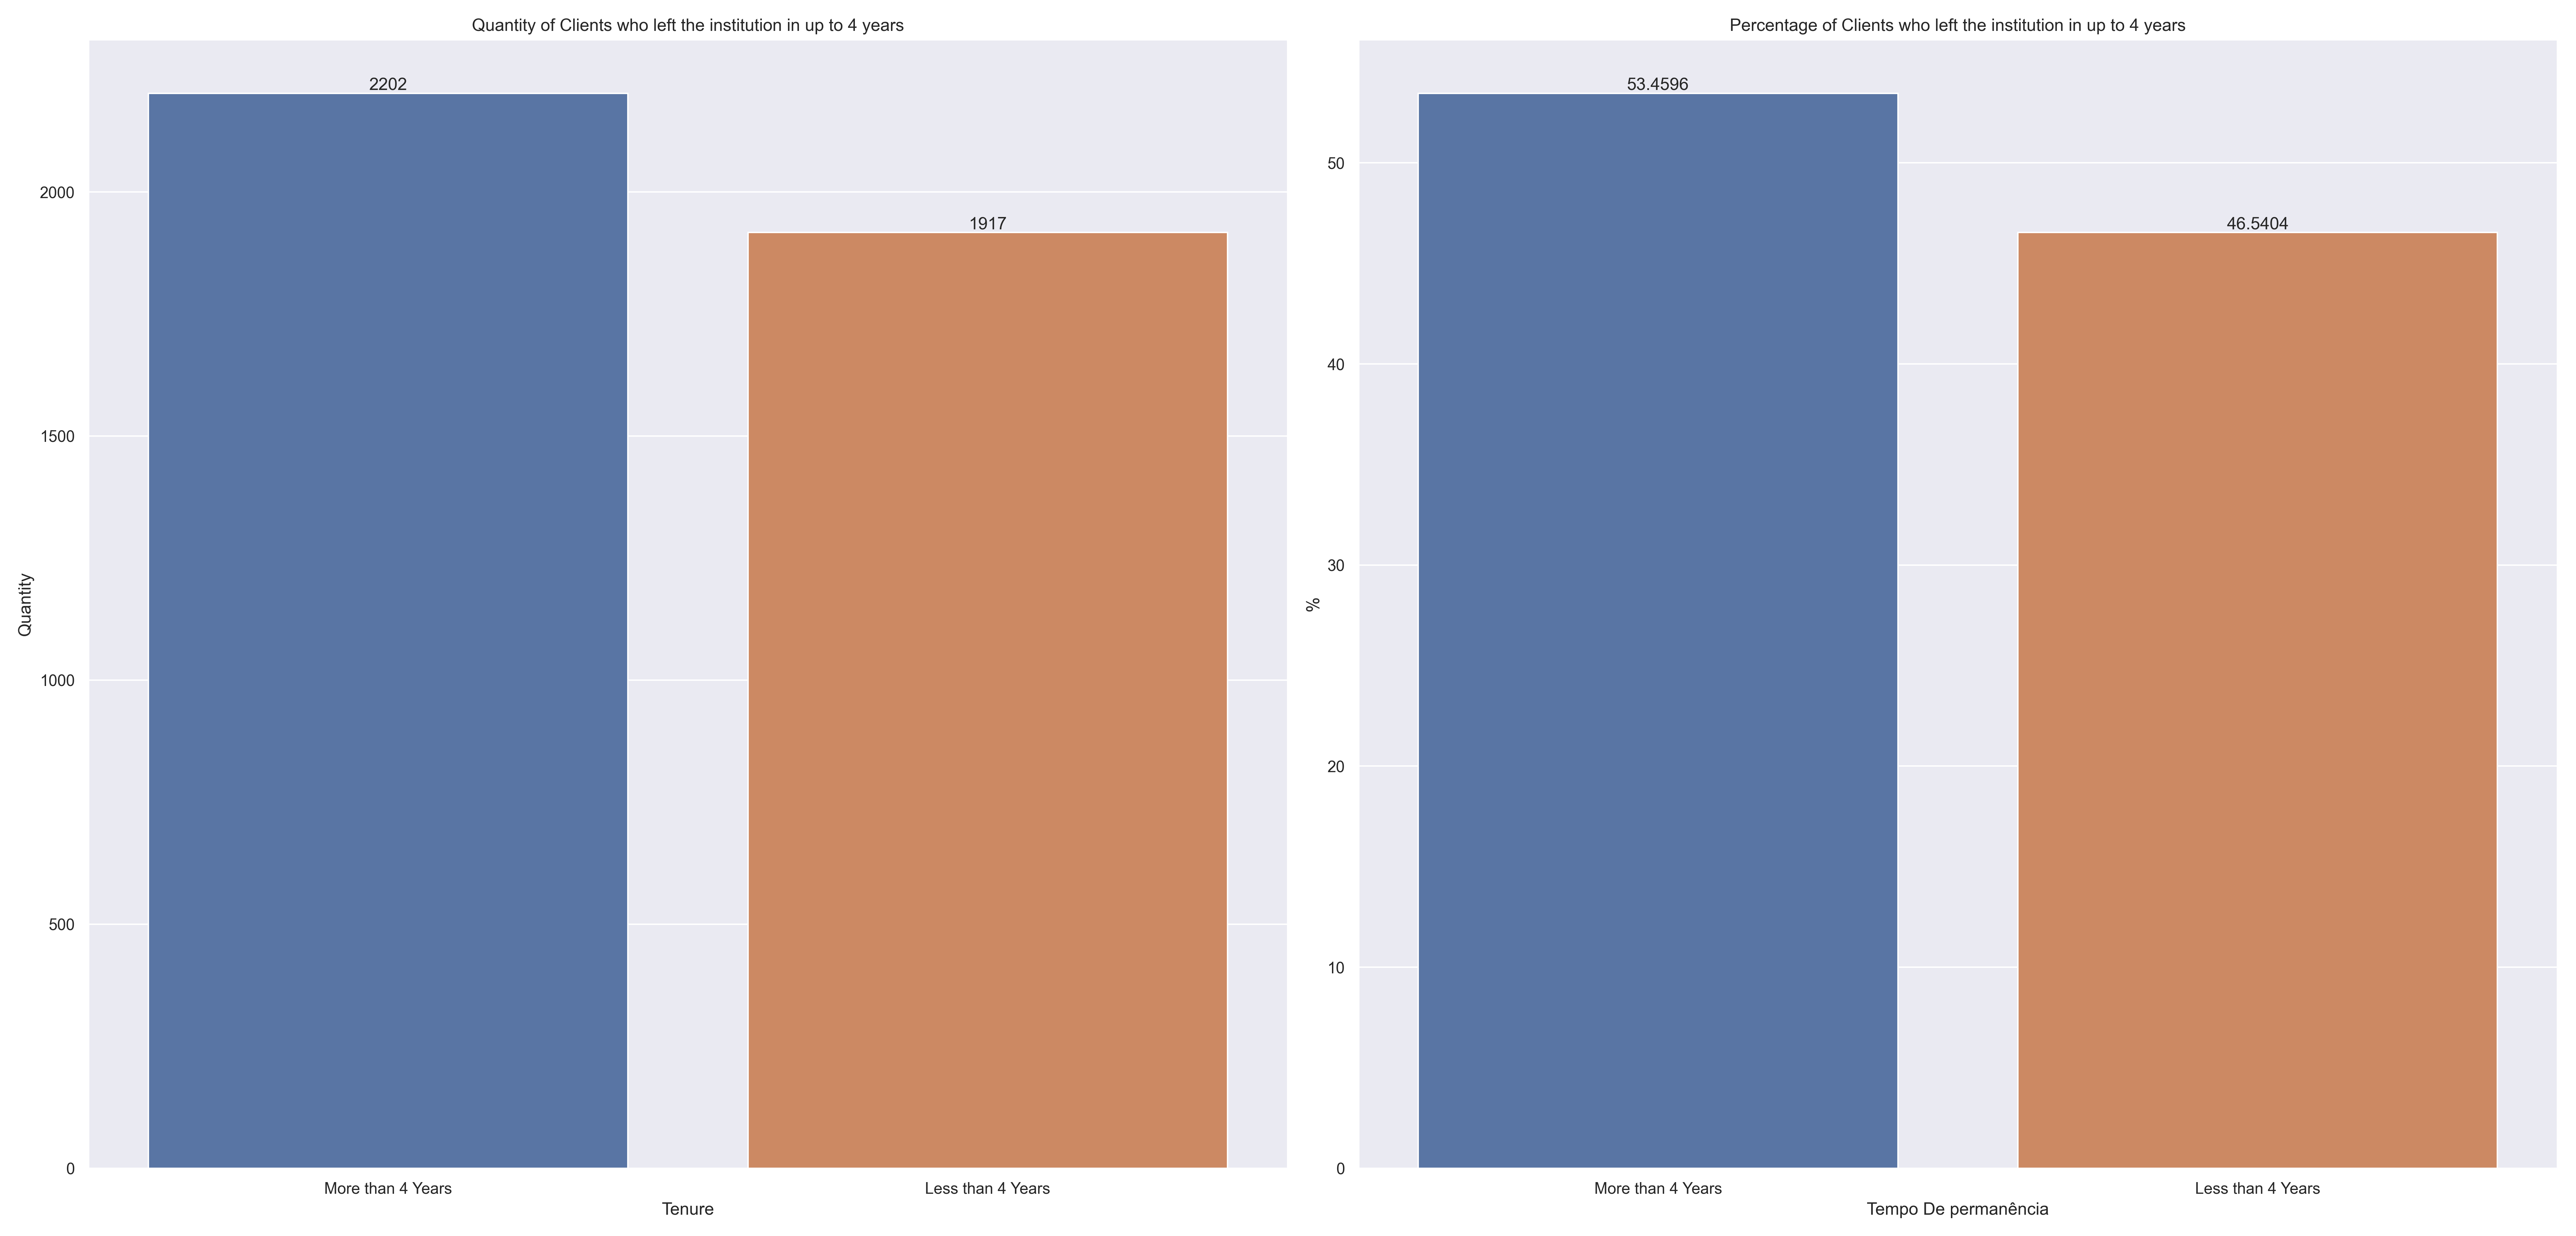 Quantity of Clients who left the institution in up to 4 years
2202
1917
2000
1500
1000
500
0
Quantity
More than 4 Years
Less than 4 Years
Tenure
Percentage of Clients who left the institution in up to 4 years
53.4596
46.5404
50
40
30
20
10
0
%
More than 4 Years
Less than 4 Years
Tempo De permanência